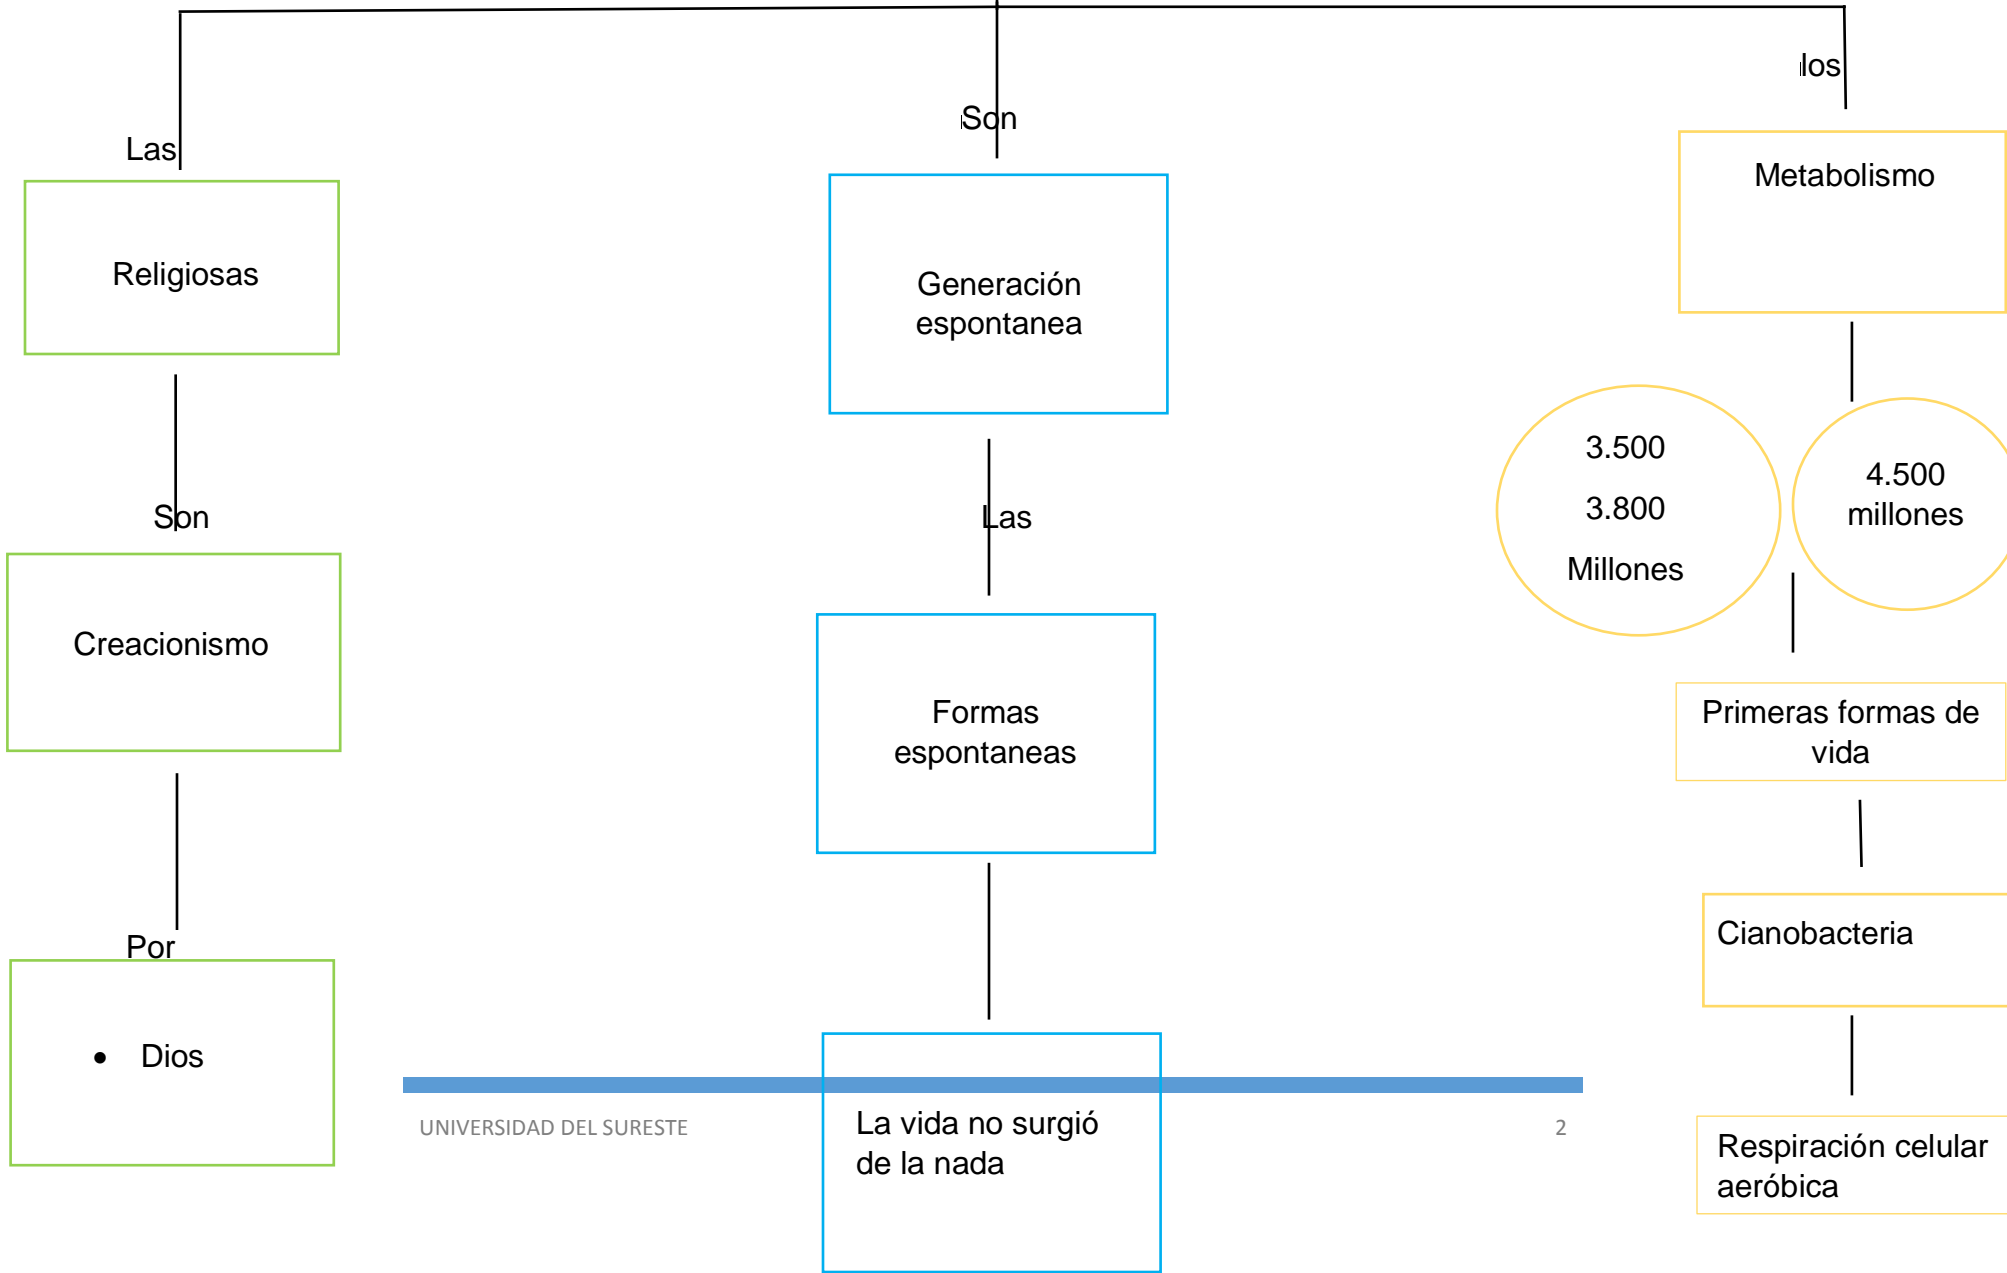 Las
Religiosas
Son
Creacionismo
Por
• Dios
Son
Generación
espontanea
Las
Formas
espontaneas
La vida no surgió
de la nada
los
Metabolismo
3.500
3.800
Millones
4.500
millones
Primeras formas de
vida
Cianobacteria
Respiración celular
aeróbica
UNIVERSIDAD DEL SURESTE
2